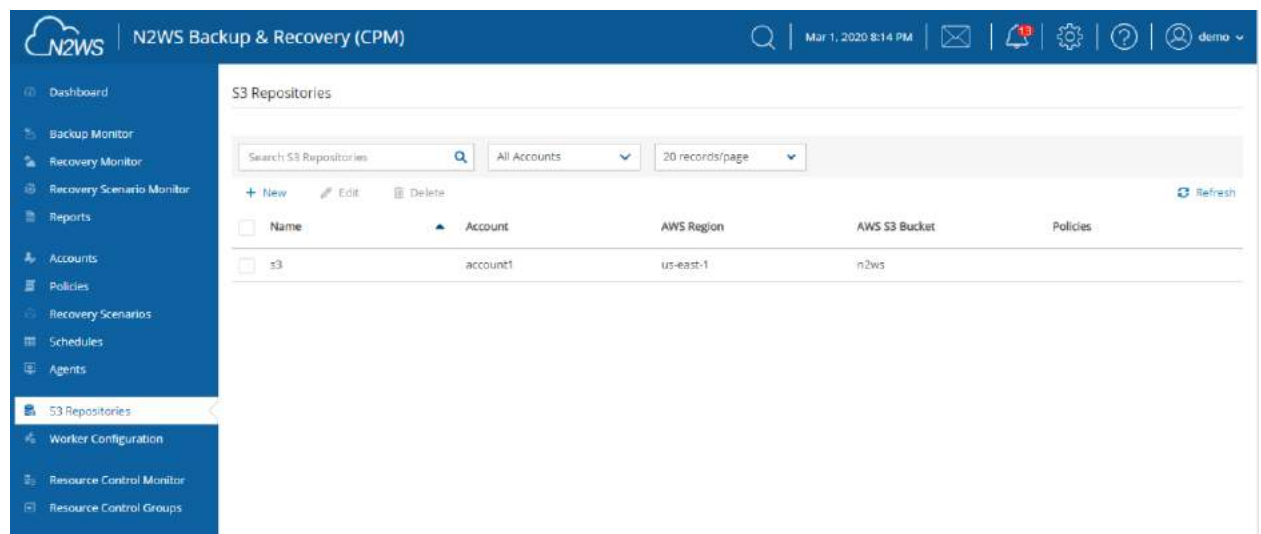 N2WS N2WS Backup & Recovery (CPM) Mar 1, 2020 8:14 PM 13 demo
Dashboard
Backup Monitor
Recovery Monitor
Recovery Scenario Monitor
Reports
Accounts
Policies
Recovery Scenarios
Schedules
Agents
S3 Repositories
Worker Configuration
Resource Control Monitor
Resource Control Groups
S3 Repositories
Search S3 Repositories All Accounts 20 records/page
+ New Edit Delete Refresh
Name Account AWS Region AWS S3 Bucket Policies
s3 account1 us-east-1 n2ws